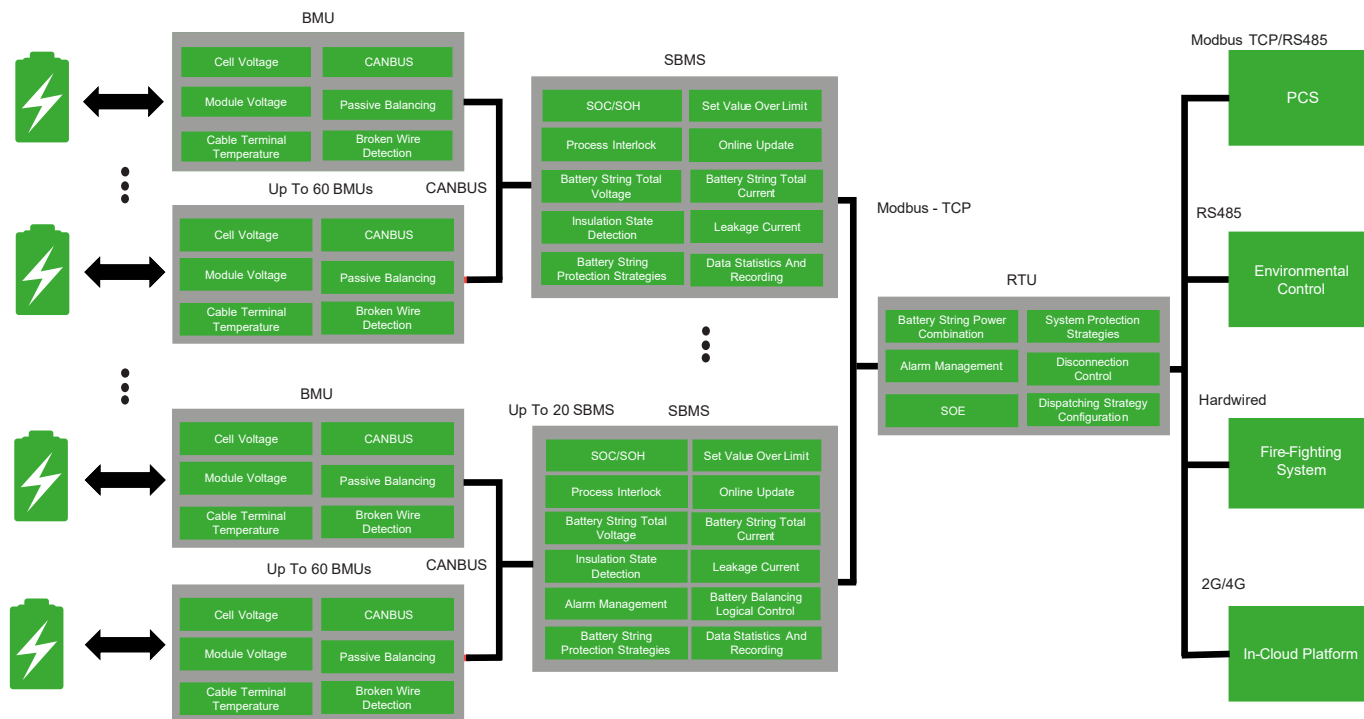 BMU
Cell Voltage
CANBUS
Module Voltage
Passive Balancing
Cable Terminal
Temperature
Broken Wire
Detection
Up To 60 BMUs
Cell Voltage
CANBUS
Module Voltage
Passive Balancing
Cable Terminal
Temperature
Broken Wire
Detection
CANBUS
BMU
Cell Voltage
CANBUS
Module Voltage
Passive Balancing
Cable Terminal
Temperature
Broken Wire
Detection
Up To 60 BMUs
Cell Voltage
CANBUS
Module Voltage
Passive Balancing
Cable Terminal
Temperature
Broken Wire
Detection
CANBUS
SBMS
SOC/SOH
Set Value Over Limit
Process Interlock
Online Update
Battery String Total
Voltage
Battery String Total
Current
Insulation State
Detection
Leakage Current
Battery String
Protection Strategies
Data Statistics And
Recording
Up To 20 SBMS
SBMS
SOC/SOH
Set Value Over Limit
Process Interlock
Online Update
Battery String Total
Voltage
Battery String Total
Current
Insulation State
Detection
Leakage Current
Alarm Management
Battery Balancing
Logical Control
Battery String
Protection Strategies
Data Statistics And
Recording
Modbus - TCP
RTU
Battery String Power
Combination
System Protection
Strategies
Alarm Management
Disconnection
Control
SOE
Dispatching Strategy
Configuration
Modbus TCP/RS485
PCS
RS485
Environmental
Control
Hardwired
Fire-Fighting
System
2G/4G
In-Cloud Platform